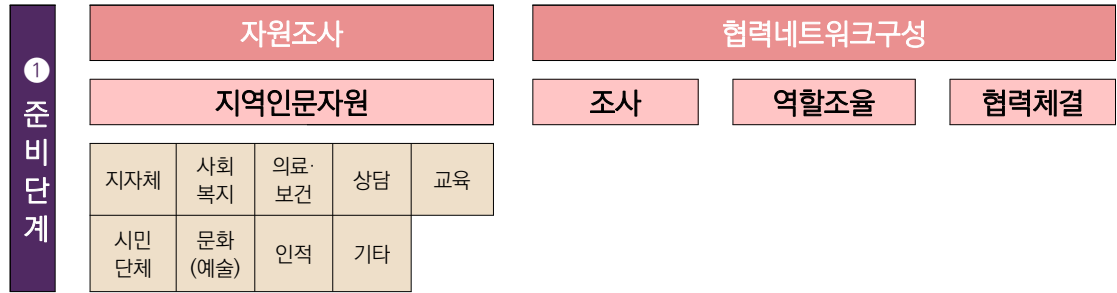 ❶ 준비단계
자원조사
협력네트워크구성
지역인문자원
조사
역할조율
협력체결
지자체
사회
복지
의료·
보건
상담
교육
시민
단체
문화
(예술)
인적
기타